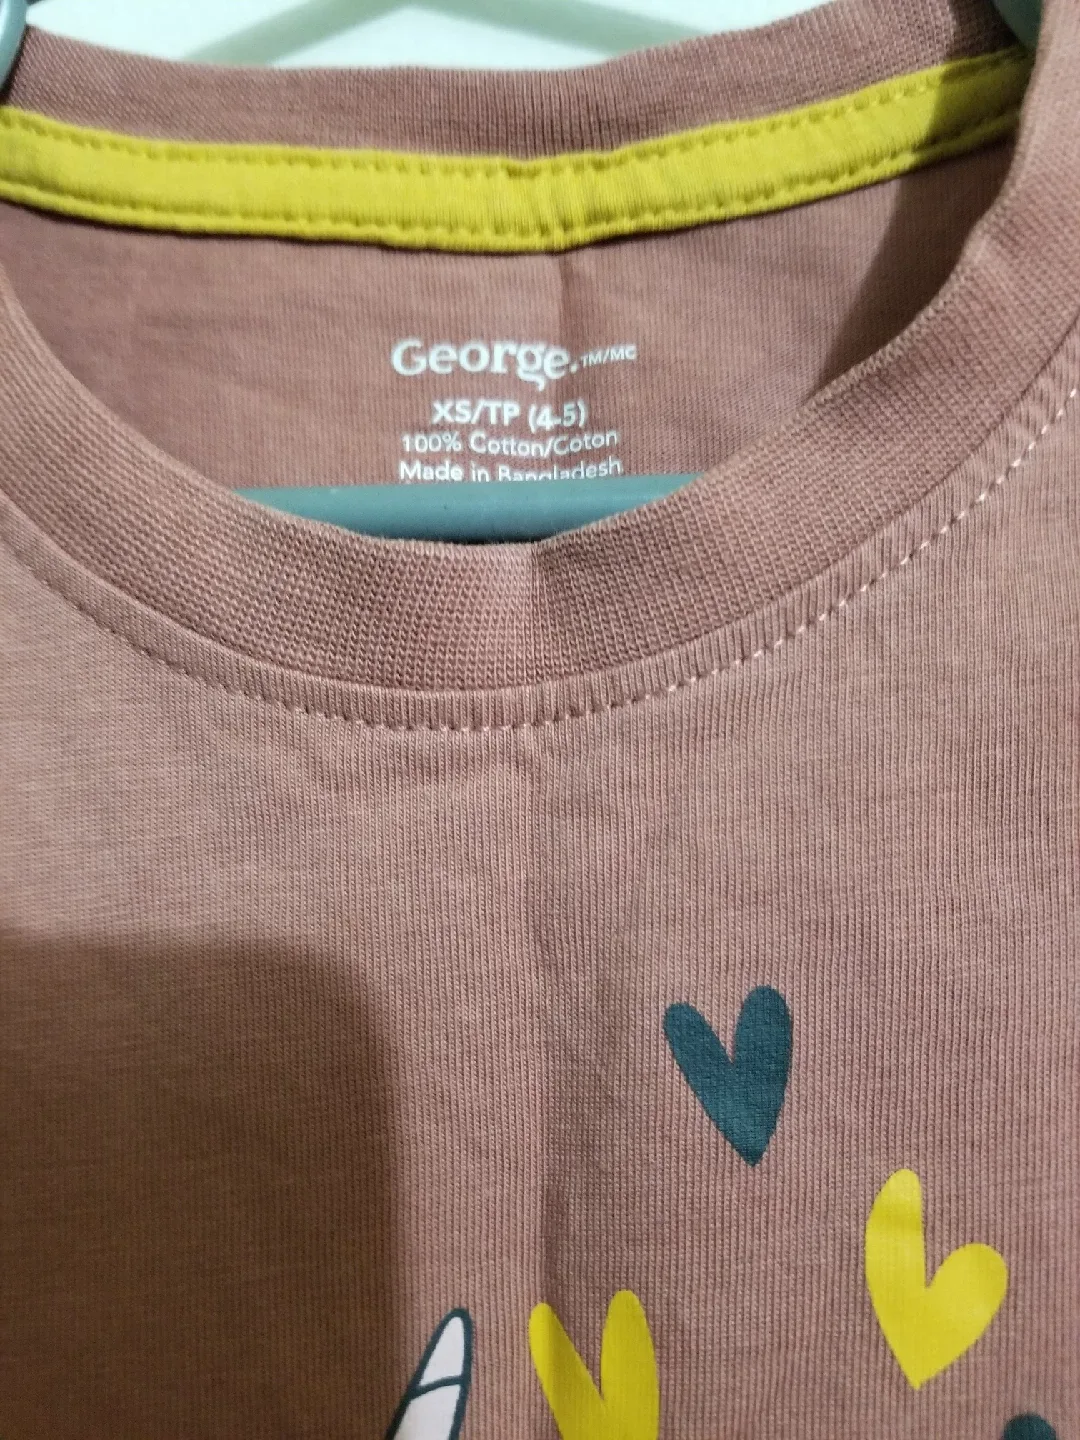 George.TM/MC
XS/TP (4-5)
100% Cotton/Coton
Made in Bangladesh